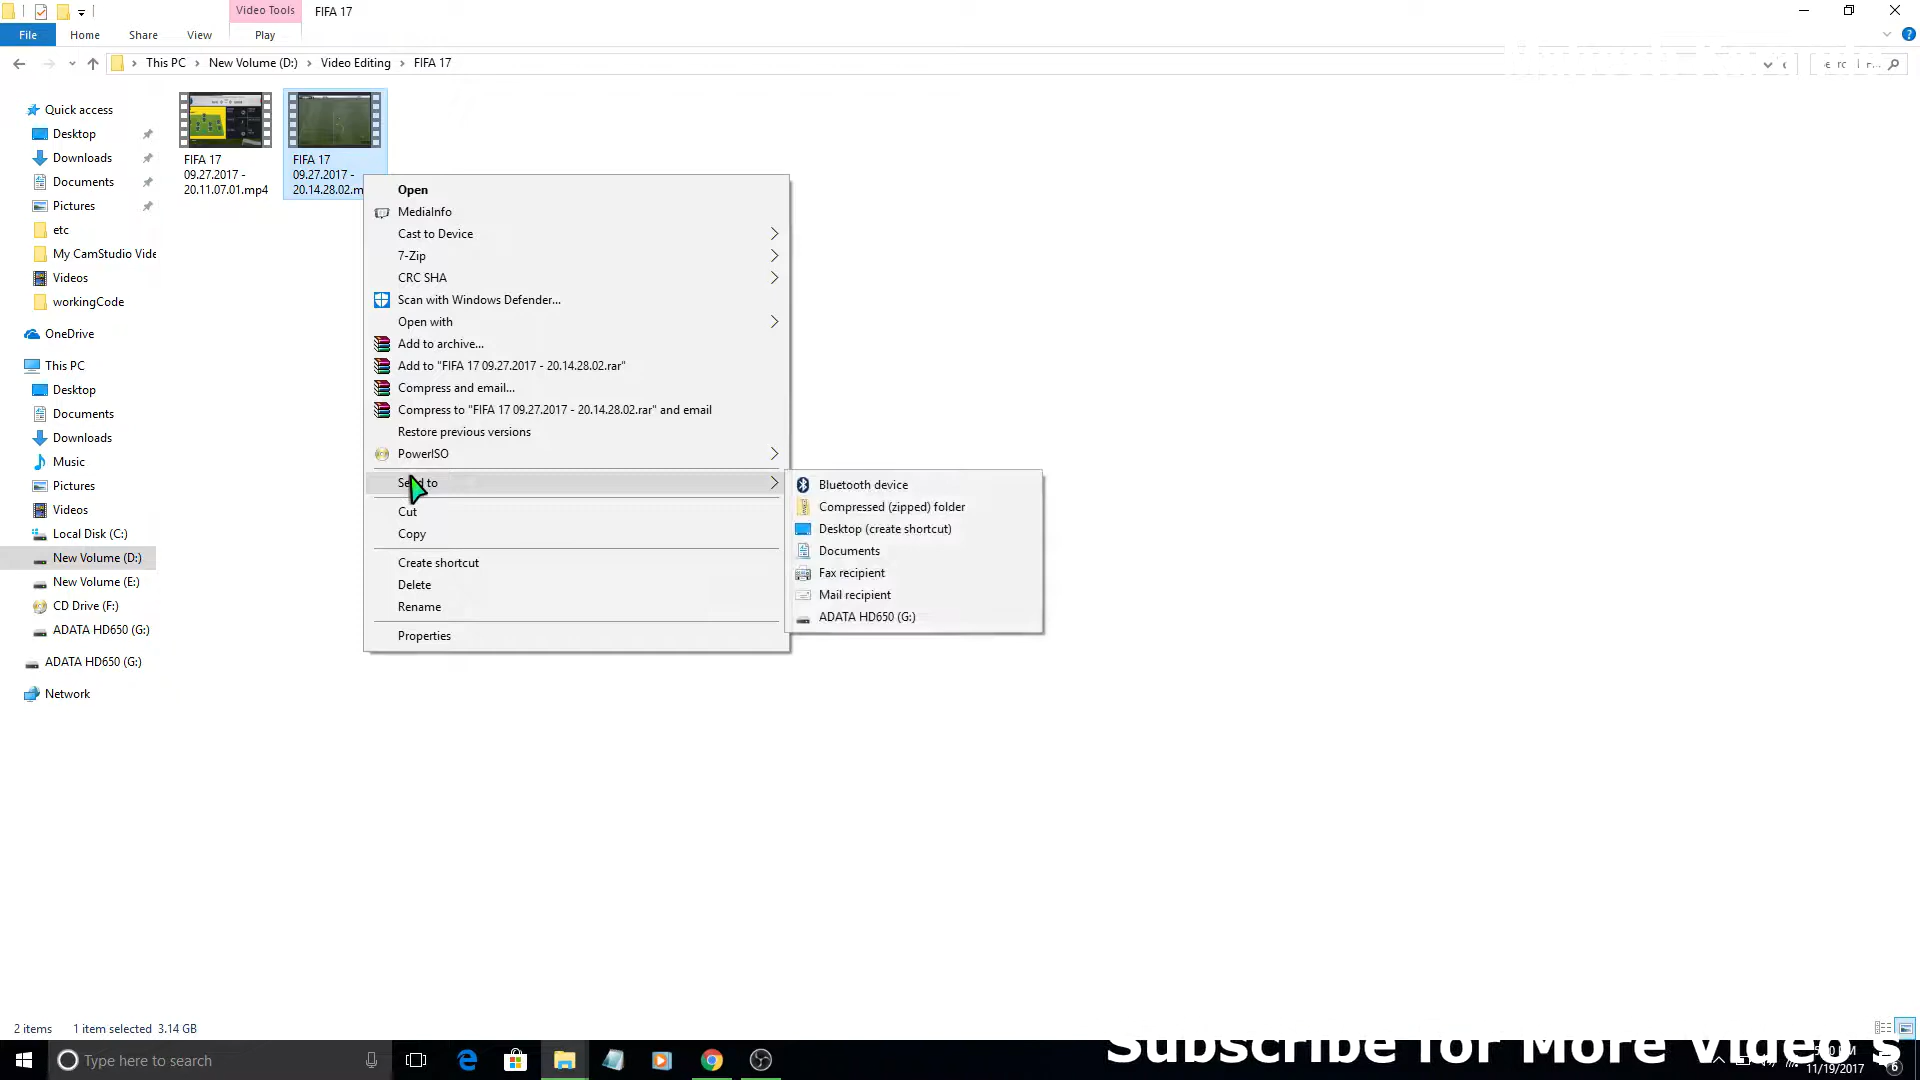 Video Tools
FIFA 17
File
Home
Share
View
Play
This PC
New Volume (D:)
Video Editing
FIFA 17
Quick access
Desktop
Downloads
Documents
Pictures
etc
My CamStudio Vide
Videos
workingCode
OneDrive
This PC
Desktop
Documents
Downloads
Music
Pictures
Videos
Local Disk (C:)
New Volume (D:)
New Volume (E:)
CD Drive (F:)
ADATA HD650 (G:)
ADATA HD650 (G:)
Network
FIFA 17
09.27.2017 -
20.11.07.01.mp4
FIFA 17
09.27.2017 -
20.14.28.02.m
Open
MediaInfo
Cast to Device
7-Zip
CRC SHA
Scan with Windows Defender...
Open with
Add to archive...
Add to "FIFA 17 09.27.2017 - 20.14.28.02.rar"
Compress and email...
Compress to "FIFA 17 09.27.2017 - 20.14.28.02.rar" and email
Restore previous versions
PowerISO
Send to
Cut
Copy
Create shortcut
Delete
Rename
Properties
Bluetooth device
Compressed (zipped) folder
Desktop (create shortcut)
Documents
Fax recipient
Mail recipient
ADATA HD650 (G:)
2 items
1 item selected 3.14 GB
Type here to search
Subscribe for More Video's
11/19/2017
6